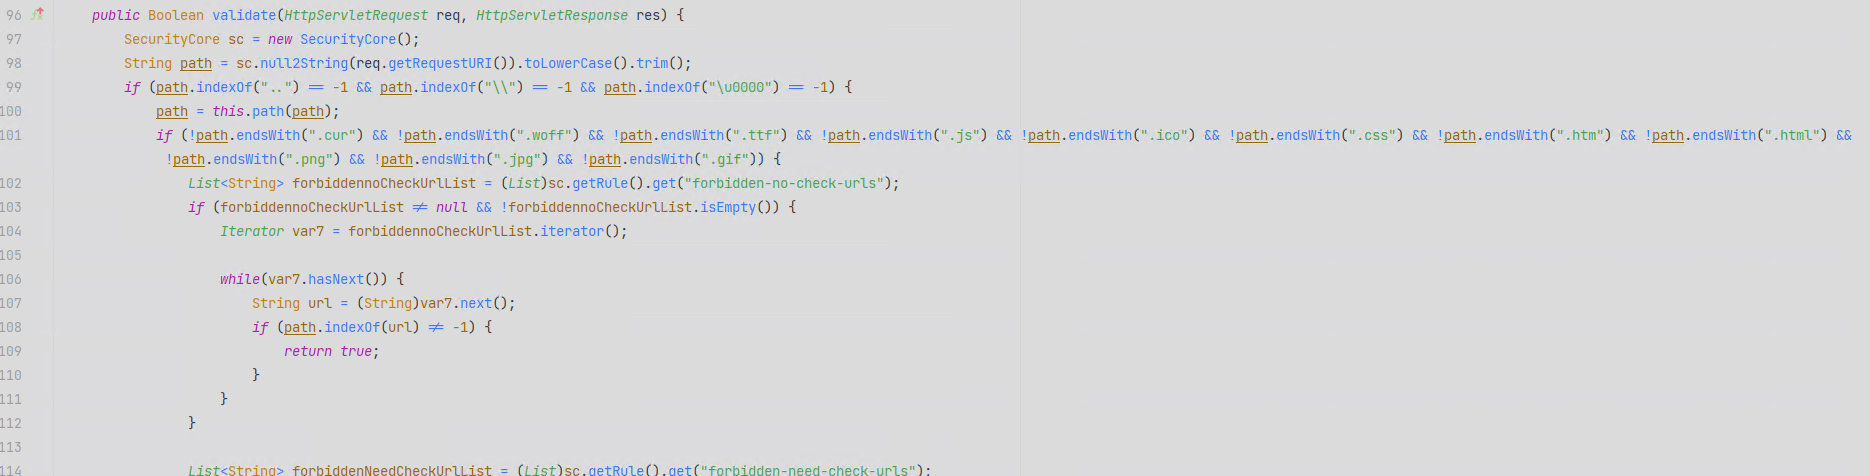 96 public Boolean validate(HttpServletRequest req, HttpServletResponse res) {
97 SecurityCore sc = new SecurityCore();
98 String path = sc.null2String(req.getRequestURI()).toLowerCase().trim();
99 if (path.indexOf("..") == -1 && path.indexOf("\\") == -1 && path.indexOf("\u0000") == -1) {
100 path = this.path(path);
101 if (!path.endsWith(".cur") && !path.endsWith(".woff") && !path.endsWith(".ttf") && !path.endsWith(".js") && !path.endsWith(".ico") && !path.endsWith(".css") && !path.endsWith(".htm") && !path.endsWith(".html") &&
!path.endsWith(".png") && !path.endsWith(".jpg") && !path.endsWith(".gif")) {
102 List<String> forbiddennoCheckUrlList = (List)sc.getRule().get("forbidden-no-check-urls");
103 if (forbiddennoCheckUrlList != null && !forbiddennoCheckUrlList.isEmpty()) {
104 Iterator var7 = forbiddennoCheckUrlList.iterator();
105
106 while(var7.hasNext()) {
107 String url = (String)var7.next();
108 if (path.indexOf(url) != -1) {
109 return true;
110 }
111 }
112 }
113
114 List<String> forbiddenNeedCheckUrlList = (List)sc.getRule().get("forbidden-need-check-urls");